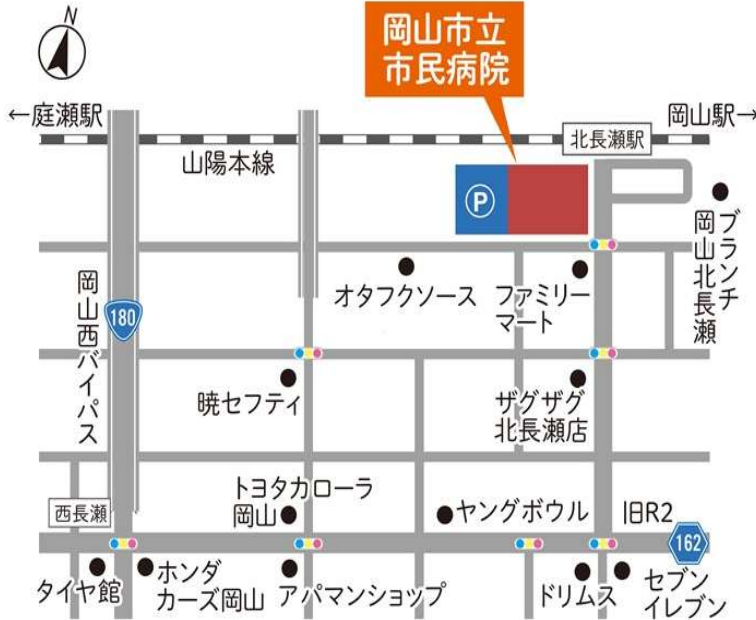 N
岡山市立
市民病院
←庭瀬駅
岡山駅→
北長瀬駅
山陽本線
P
ブランチ
岡山北長瀬
オタフクソース
ファミリー
マート
岡山西バイパス
180
暁セフティ
ザグザグ
北長瀬店
トヨタカローラ
岡山
西長瀬
ヤングボウル
旧R2
162
タイヤ館
ホンダ
カーズ岡山
アパマンショップ
ドリムス
セブン
イレブン